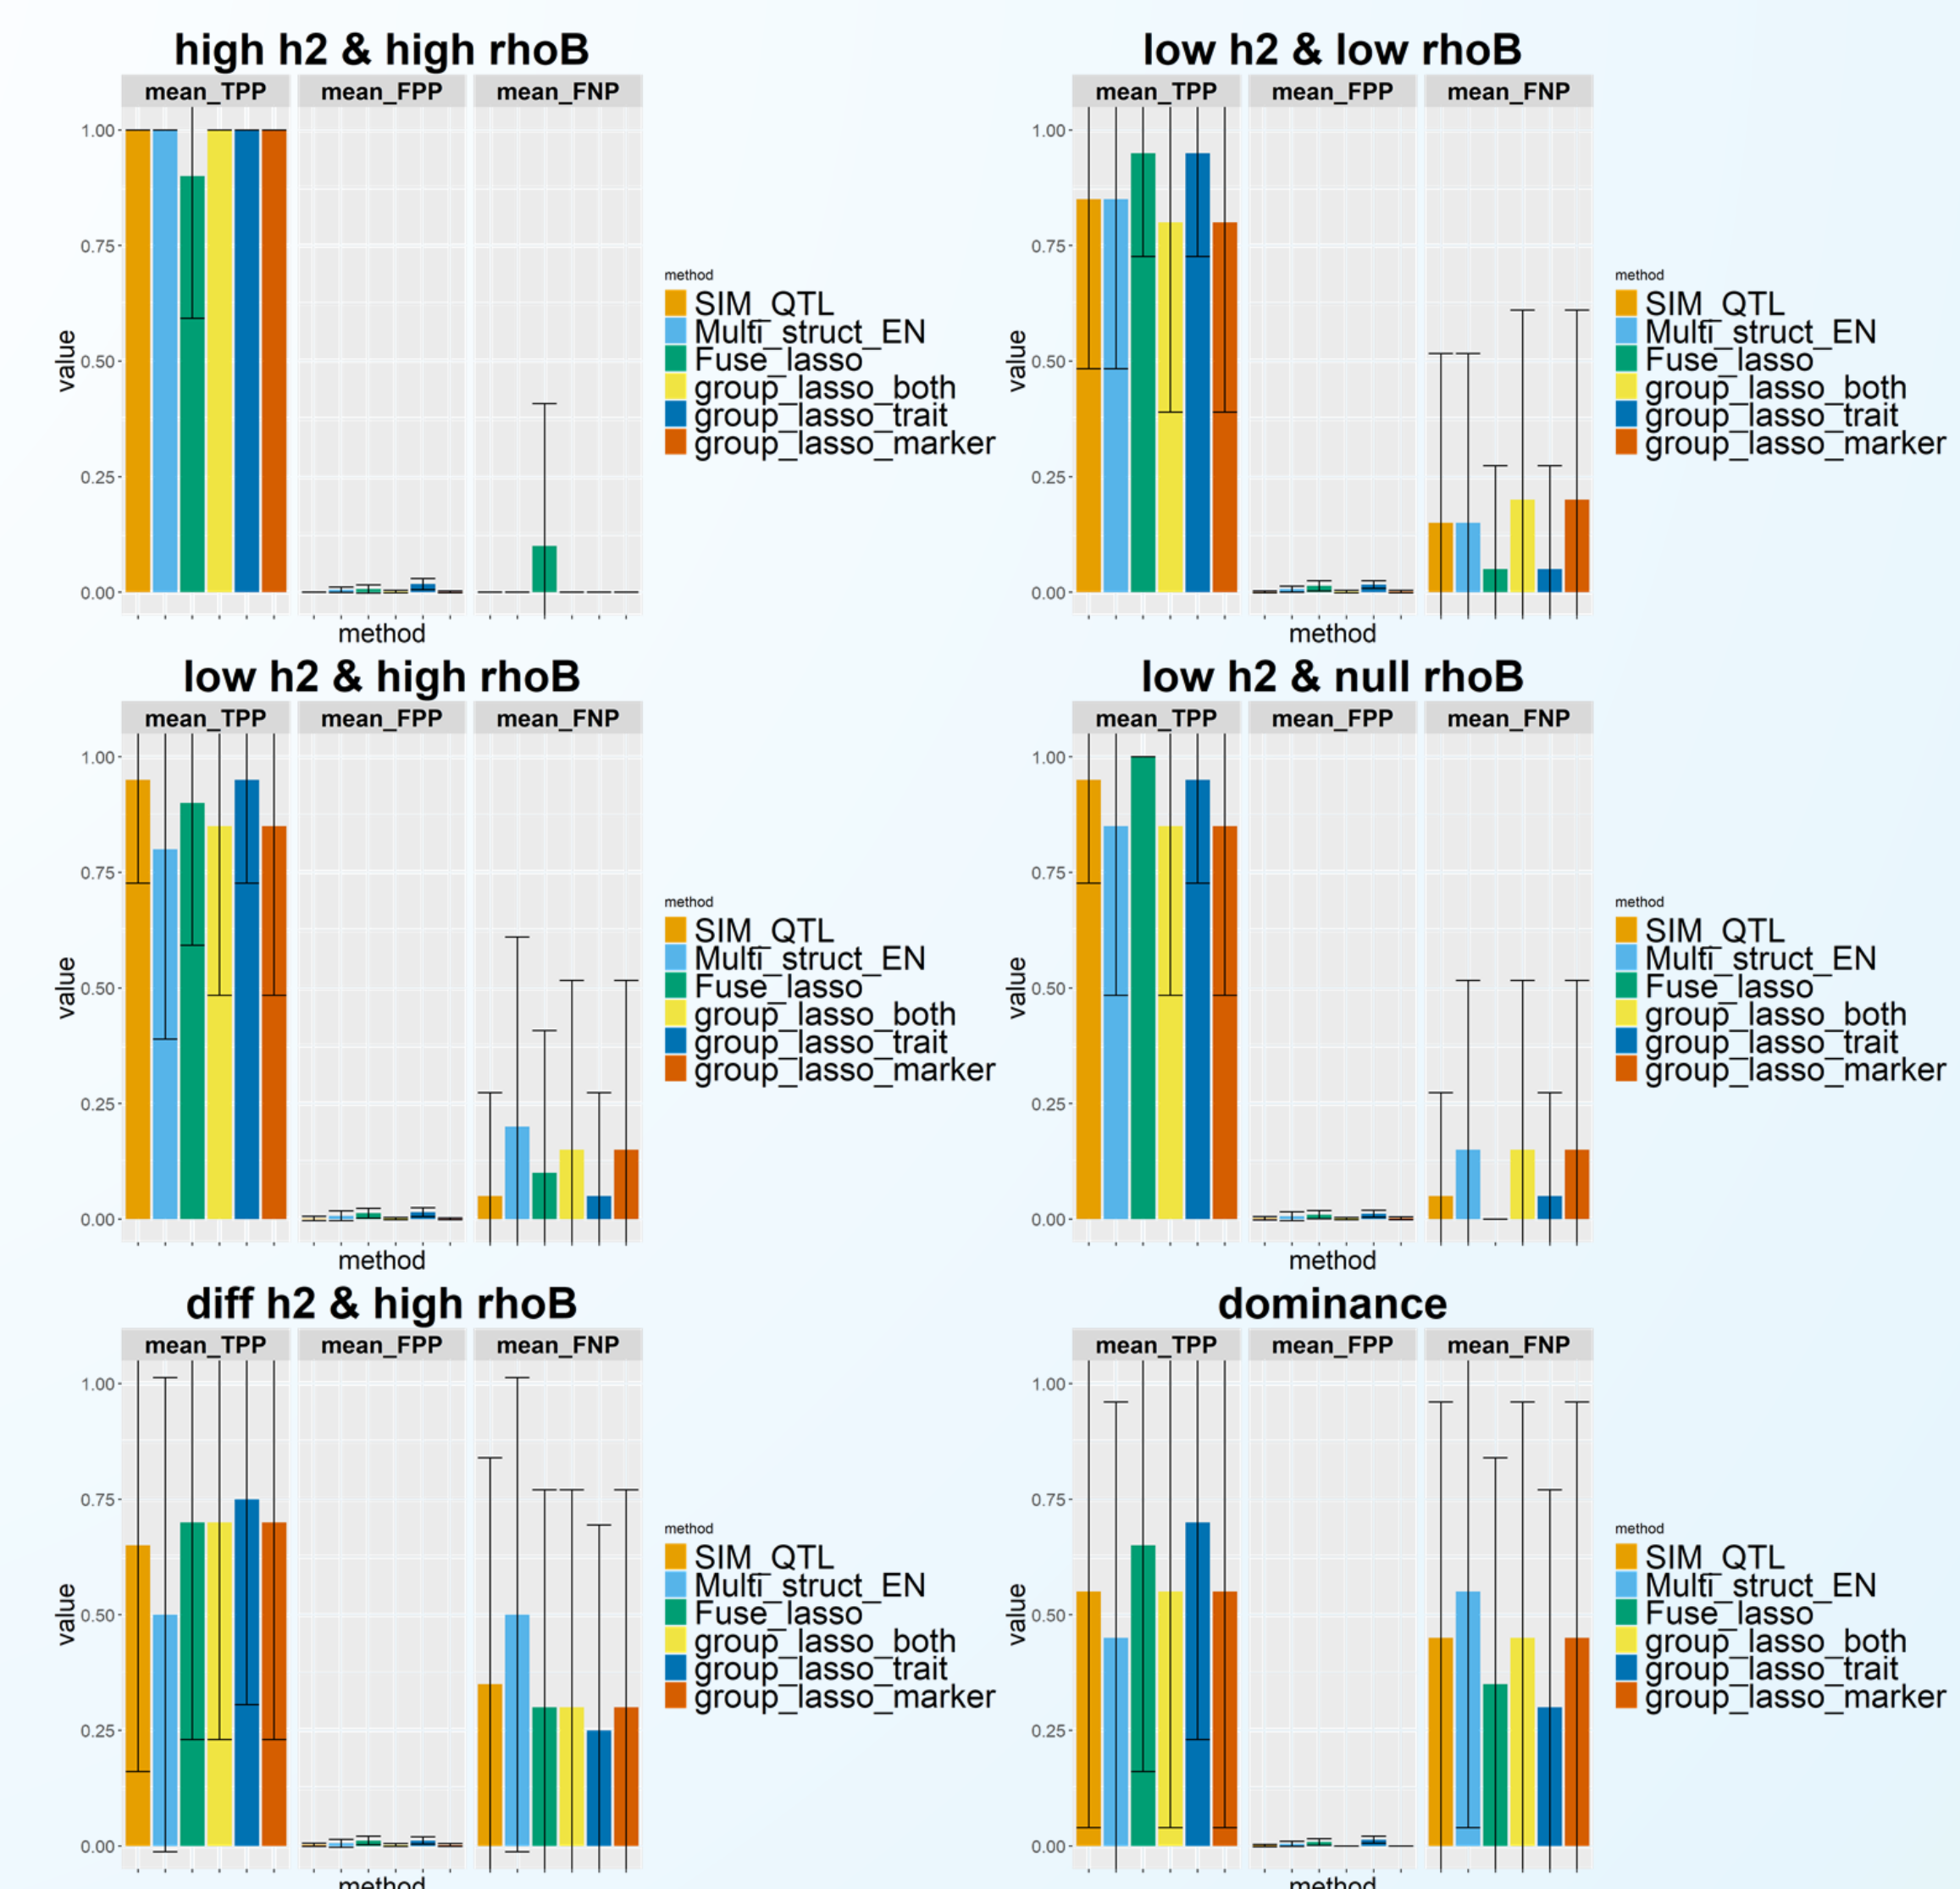 high h2 & high rhoB
mean_TPP mean_FPP mean_FNP
1.00
0.75
0.50
0.25
0.00
value
method
method
SIM_QTL
Multi_struct_EN
Fuse_lasso
group_lasso_both
group_lasso_trait
group_lasso_marker
low h2 & low rhoB
mean_TPP mean_FPP mean_FNP
1.00
0.75
0.50
0.25
0.00
value
method
method
SIM_QTL
Multi_struct_EN
Fuse_lasso
group_lasso_both
group_lasso_trait
group_lasso_marker
low h2 & high rhoB
mean_TPP mean_FPP mean_FNP
1.00
0.75
0.50
0.25
0.00
value
method
method
SIM_QTL
Multi_struct_EN
Fuse_lasso
group_lasso_both
group_lasso_trait
group_lasso_marker
low h2 & null rhoB
mean_TPP mean_FPP mean_FNP
1.00
0.75
0.50
0.25
0.00
value
method
method
SIM_QTL
Multi_struct_EN
Fuse_lasso
group_lasso_both
group_lasso_trait
group_lasso_marker
diff h2 & high rhoB
mean_TPP mean_FPP mean_FNP
1.00
0.75
0.50
0.25
0.00
value
method
method
SIM_QTL
Multi_struct_EN
Fuse_lasso
group_lasso_both
group_lasso_trait
group_lasso_marker
dominance
mean_TPP mean_FPP mean_FNP
1.00
0.75
0.50
0.25
0.00
value
method
method
SIM_QTL
Multi_struct_EN
Fuse_lasso
group_lasso_both
group_lasso_trait
group_lasso_marker